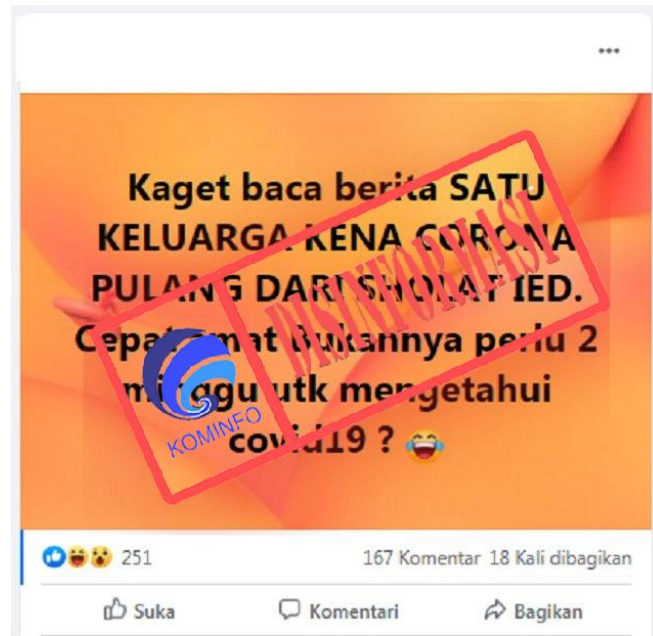 Kaget baca berita SATU
KELUARGA KENA CORONA
PULANG DARI SHOLAT IED.
Cepat amat Bukannya perlu 2
minggu utk mengetahui
covid19 ? 😂
DISINFORMASI
KOMINFO
251
167 Komentar 18 Kali dibagikan
Suka Komentari Bagikan